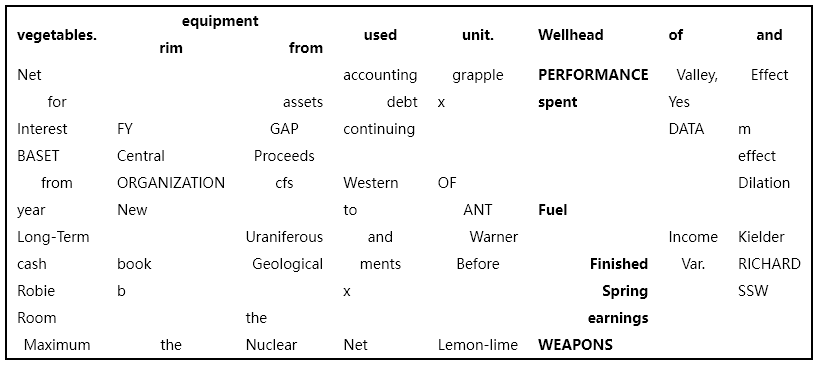 equipment
vegetables. used unit. Wellhead of and
rim from
Net accounting grapple PERFORMANCE Valley, Effect
for assets debt x spent Yes
Interest FY GAP continuing DATA m
BASET Central Proceeds effect
from ORGANIZATION cfs Western OF Dilation
year New to ANT Fuel
Long-Term Uraniferous and Warner Income Kielder
cash book Geological ments Before Finished Var. RICHARD
Robie b x Spring SSW
Room the earnings
Maximum the Nuclear Net Lemon-lime WEAPONS